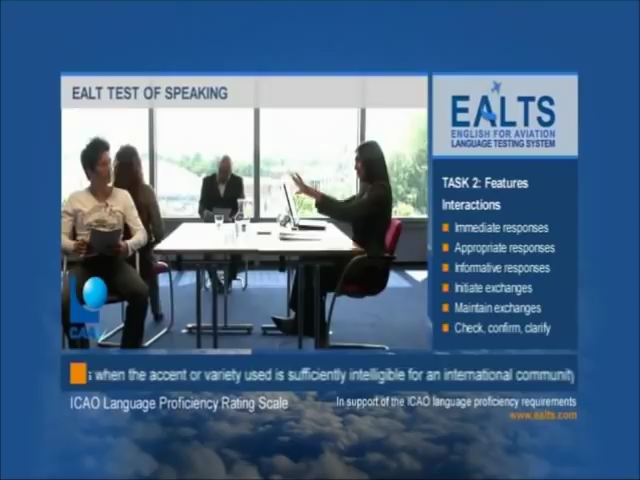 EALT TEST OF SPEAKING
EALTS
ENGLISH FOR AVIATION
LANGUAGE TESTING SYSTEM
TASK 2: Features
Interactions
Immediate responses
Appropriate responses
Informative responses
Initiate exchanges
Maintain exchanges
Check, confirm, clarify
s when the accent or variety used is sufficiently intelligible for an international community
ICAO Language Proficiency Rating Scale
In support of the ICAO language proficiency requirements
www.ealts.com